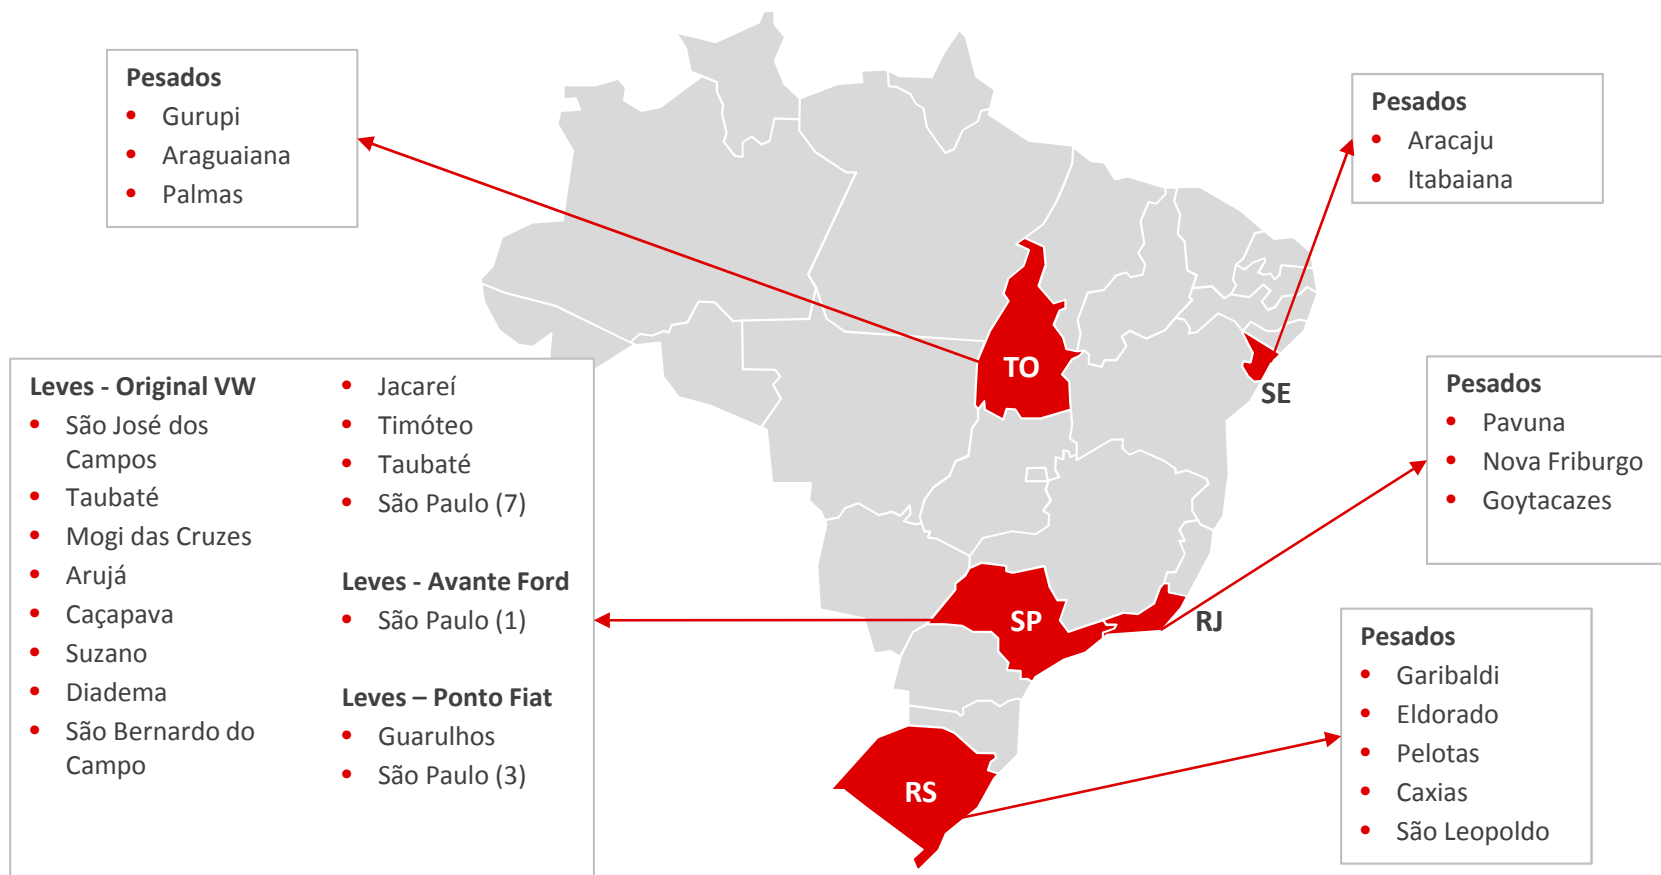 Pesados
• Gurupi
• Araguaiana
• Palmas
Pesados
• Aracaju
• Itabaiana
Leves - Original VW
• São José dos
Campos
• Taubaté
• Mogi das Cruzes
• Arujá
• Caçapava
• Suzano
• Diadema
• São Bernardo do
Campo
• Jacareí
• Timóteo
• Taubaté
• São Paulo (7)
Leves - Avante Ford
• São Paulo (1)
Leves – Ponto Fiat
• Guarulhos
• São Paulo (3)
TO
SE
SP
RJ
RS
Pesados
• Pavuna
• Nova Friburgo
• Goytacazes
Pesados
• Garibaldi
• Eldorado
• Pelotas
• Caxias
• São Leopoldo